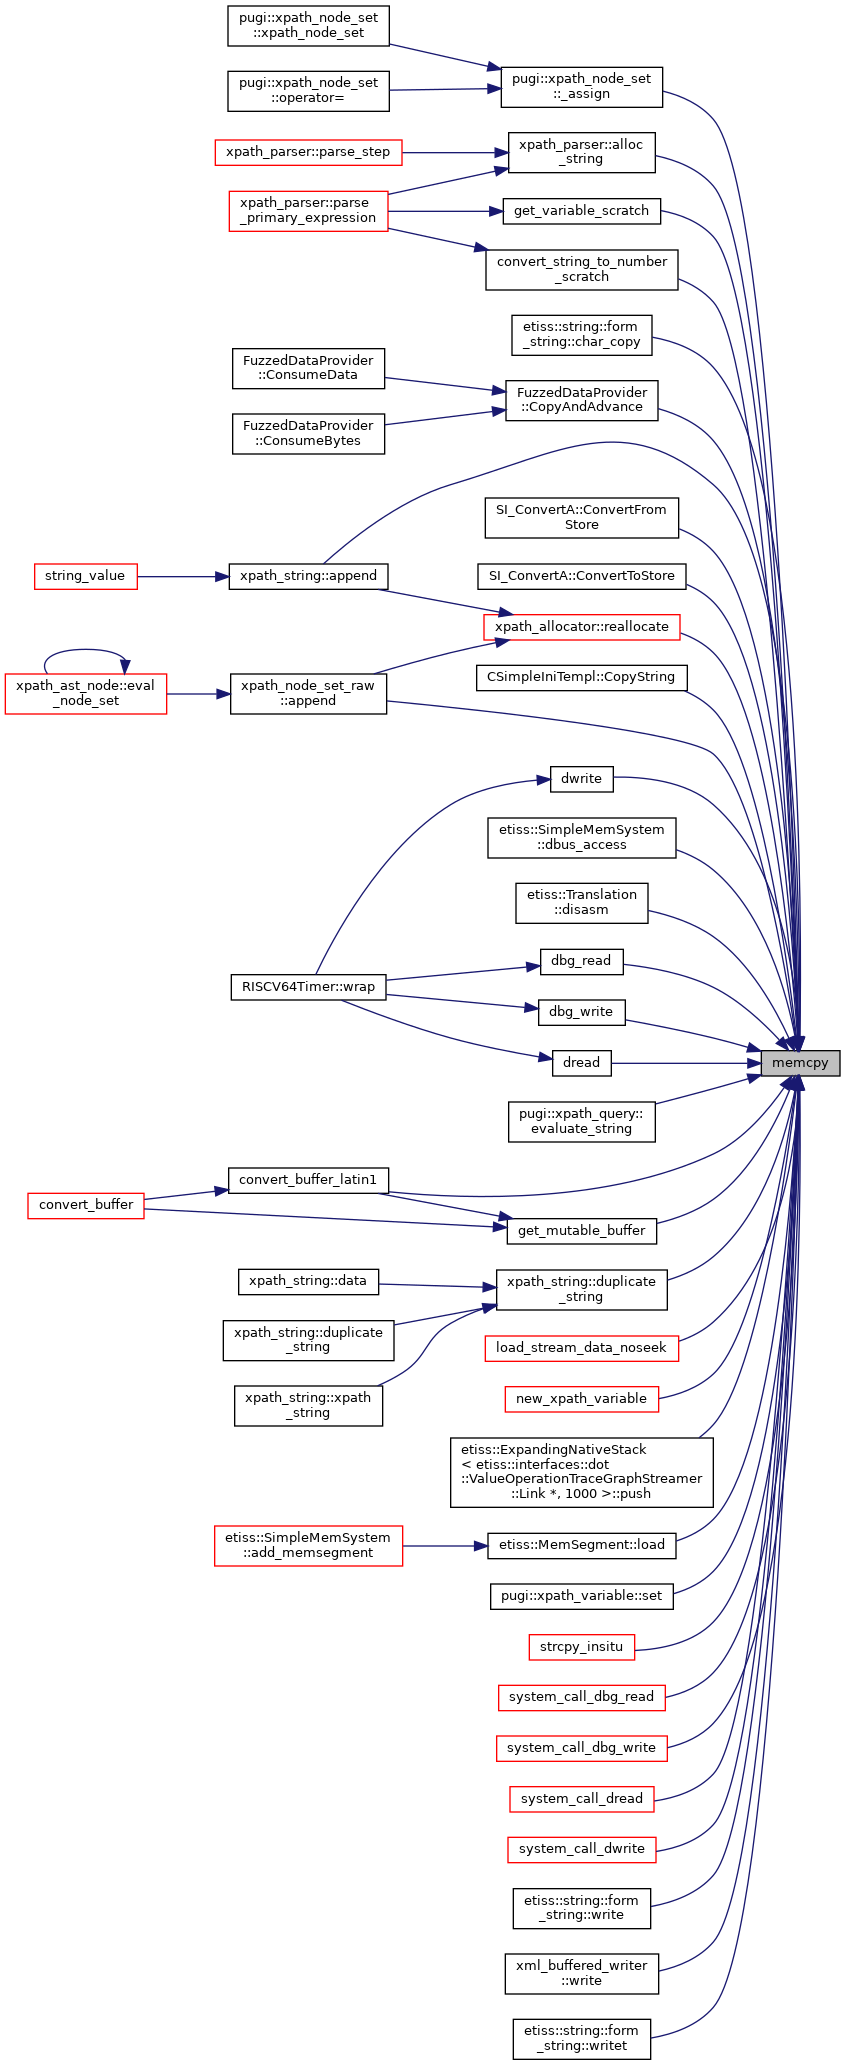 pugi::xpath_node_set
::xpath_node_set
pugi::xpath_node_set
::_assign
pugi::xpath_node_set
::operator=
xpath_parser::parse_step
xpath_parser::alloc
_string
xpath_parser::parse
_primary_expression
get_variable_scratch
convert_string_to_number
_scratch
etiss::string::form
_string::char_copy
FuzzedDataProvider
::ConsumeData
FuzzedDataProvider
::CopyAndAdvance
FuzzedDataProvider
::ConsumeBytes
SI_ConvertA::ConvertFrom
Store
string_value
xpath_string::append
SI_ConvertA::ConvertToStore
xpath_allocator::reallocate
xpath_ast_node::eval
_node_set
xpath_node_set_raw
::append
CSimpleIniTempl::CopyString
dwrite
etiss::SimpleMemSystem
::dbus_access
etiss::Translation
::disasm
dbg_read
RISCV64Timer::wrap
dbg_write
dread
memcpy
pugi::xpath_query::
evaluate_string
convert_buffer_latin1
convert_buffer
get_mutable_buffer
xpath_string::data
xpath_string::duplicate
_string
xpath_string::duplicate
_string
load_stream_data_noseek
xpath_string::xpath
_string
new_xpath_variable
etiss::ExpandingNativeStack
< etiss::interfaces::dot
::ValueOperationTraceGraphStreamer
::Link *, 1000 >::push
etiss::SimpleMemSystem
::add_memsegment
etiss::MemSegment::load
pugi::xpath_variable::set
strcpy_insitu
system_call_dbg_read
system_call_dbg_write
system_call_dread
system_call_dwrite
etiss::string::form
_string::write
xml_buffered_writer
::write
etiss::string::form
_string::writet